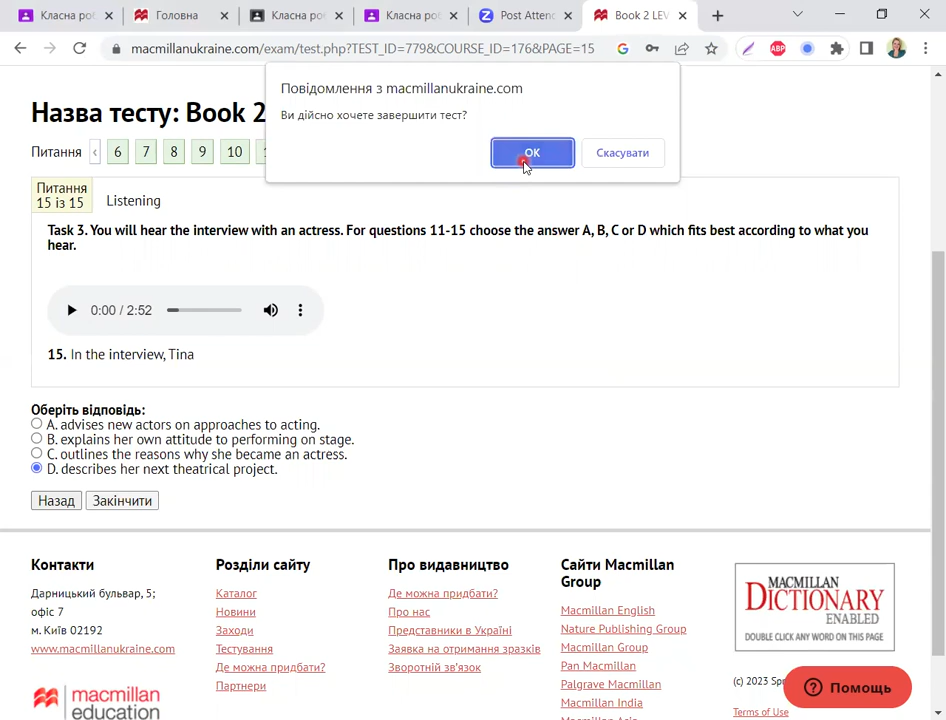 Класна роб
Головна
Класна роб
Класна роб
Post Attend
Book 2 LEV
macmillanukraine.com/exam/test.php?TEST_ID=779&COURSE_ID=176&PAGE=15
ABP
Повідомлення з macmillanukraine.com
Ви дійсно хочете завершити тест?
OK
Скасувати
Назва тесту: Book 2
Питання ‹ 6 7 8 9 10
Питання
15 із 15
Listening
Task 3. You will hear the interview with an actress. For questions 11-15 choose the answer A, B, C or D which fits best according to what you
hear.
0:00 / 2:52
15. In the interview, Tina
Оберіть відповідь:
A. advises new actors on approaches to acting.
B. explains her own attitude to performing on stage.
C. outlines the reasons why she became an actress.
D. describes her next theatrical project.
Назад Закінчити
Контакти
Дарницький бульвар, 5;
офіс 7
м. Київ 02192
www.macmillanukraine.com
macmillan
education
Розділи сайту
Каталог
Новини
Заходи
Тестування
Де можна придбати?
Партнери
Про видавництво
Де можна придбати?
Про нас
Представники в Україні
Заявка на отримання зразків
Зворотній зв'язок
Сайти Macmillan
Group
Macmillan English
Nature Publishing Group
Macmillan Group
Pan Macmillan
Palgrave Macmillan
Macmillan India
MACMILLAN
DICTIONARY
ENABLED
DOUBLE CLICK ANY WORD ON THIS PAGE
(c) 2023
Помощь
Terms of Use